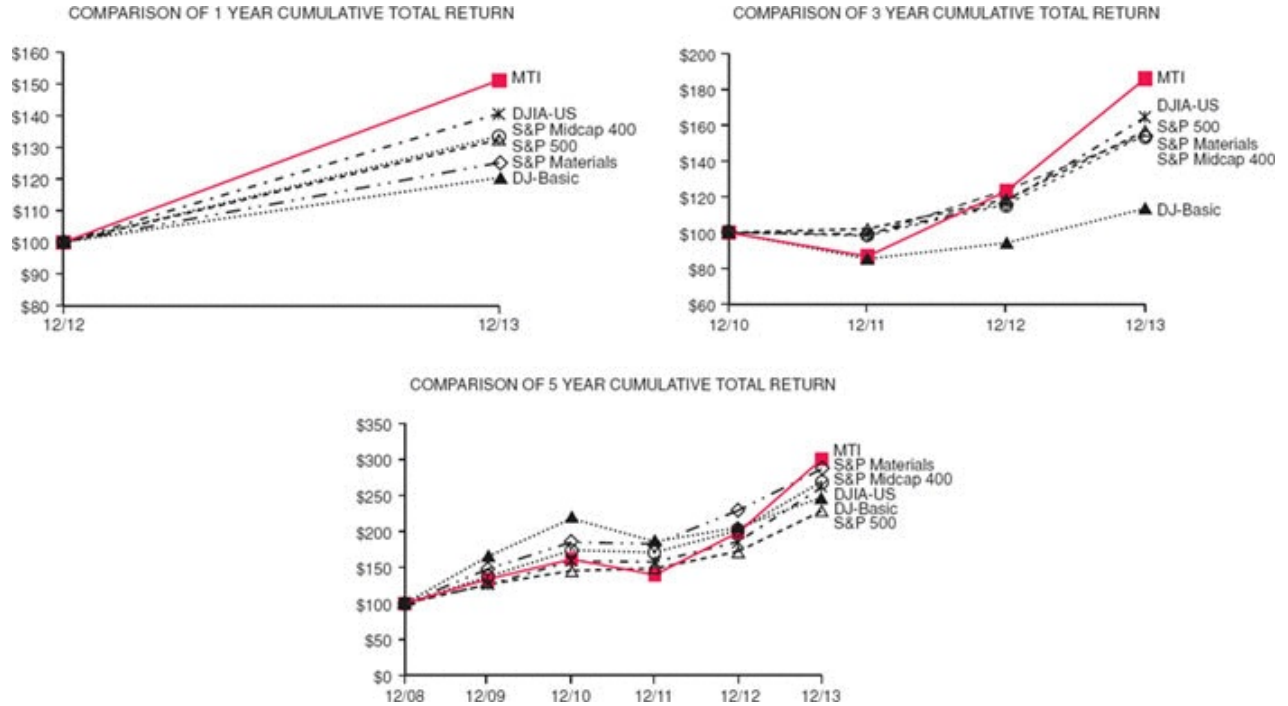 COMPARISON OF 1 YEAR CUMULATIVE TOTAL RETURN
$160
$150
$140
$130
$120
$110
$100
$90
$80
12/12
12/13
MTI
DJIA-US
S&P Midcap 400
S&P 500
S&P Materials
DJ-Basic
COMPARISON OF 3 YEAR CUMULATIVE TOTAL RETURN
$200
$180
$160
$140
$120
$100
$80
$60
12/10
12/11
12/12
12/13
MTI
DJIA-US
S&P 500
S&P Materials
S&P Midcap 400
DJ-Basic
COMPARISON OF 5 YEAR CUMULATIVE TOTAL RETURN
$350
$300
$250
$200
$150
$100
$50
$0
12/08
12/09
12/10
12/11
12/12
12/13
MTI
S&P Materials
S&P Midcap 400
DJIA-US
DJ-Basic
S&P 500